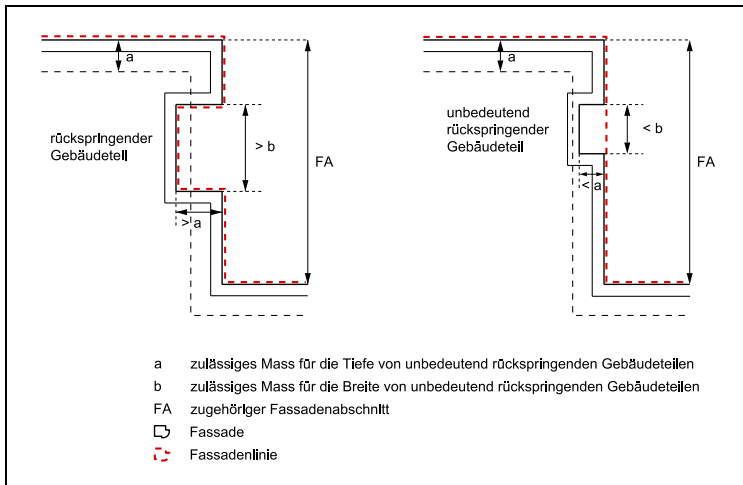 a
rückspringender
Gebäudeteil
> b
FA
> a
a
unbedeutend
rückspringender
Gebäudeteil
< b
FA
< a
a zulässiges Mass für die Tiefe von unbedeutend rückspringenden Gebäudeteilen
b zulässiges Mass für die Breite von unbedeutend rückspringenden Gebäudeteilen
FA zugehöriger Fassadenabschnitt
Fassade
Fassadenlinie